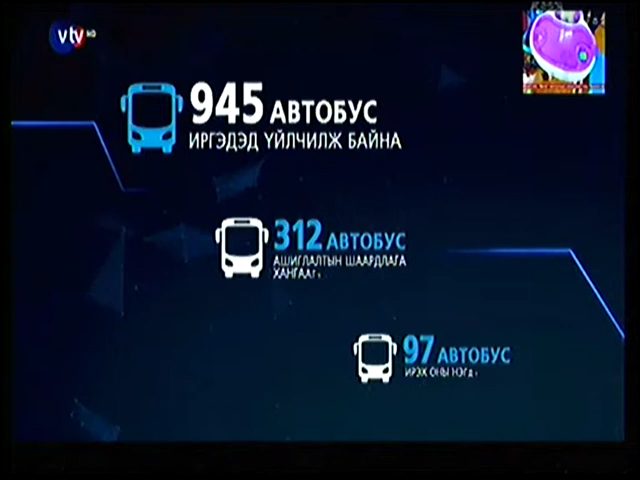 vtv HD
945 АВТОБУС
ИРГЭДЭД ҮЙЛЧИЛЖ БАЙНА
312 АВТОБУС
АШИГЛАЛТЫН ШААРДЛАГА
97 АВТОБУС
ИРЭХ ОНЫ